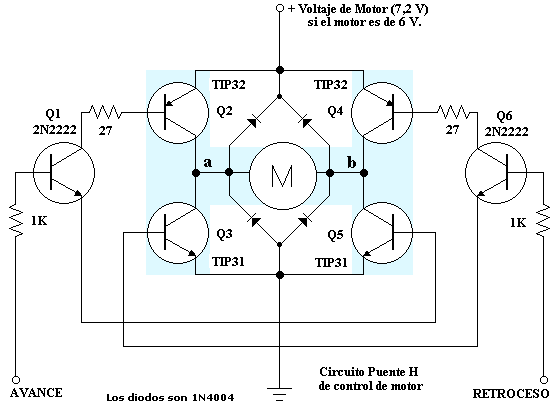 + Voltaje de Motor (7,2 V)
si el motor es de 6 V.
TIP32
TIP32
Q1
2N2222
27
Q2
Q4
27
Q6
2N2222
a
M
b
1K
Q3
TIP31
Q5
TIP31
1K
AVANCE
Los diodos son 1N4004
Circuito Puente H
de control de motor
RETROCESO